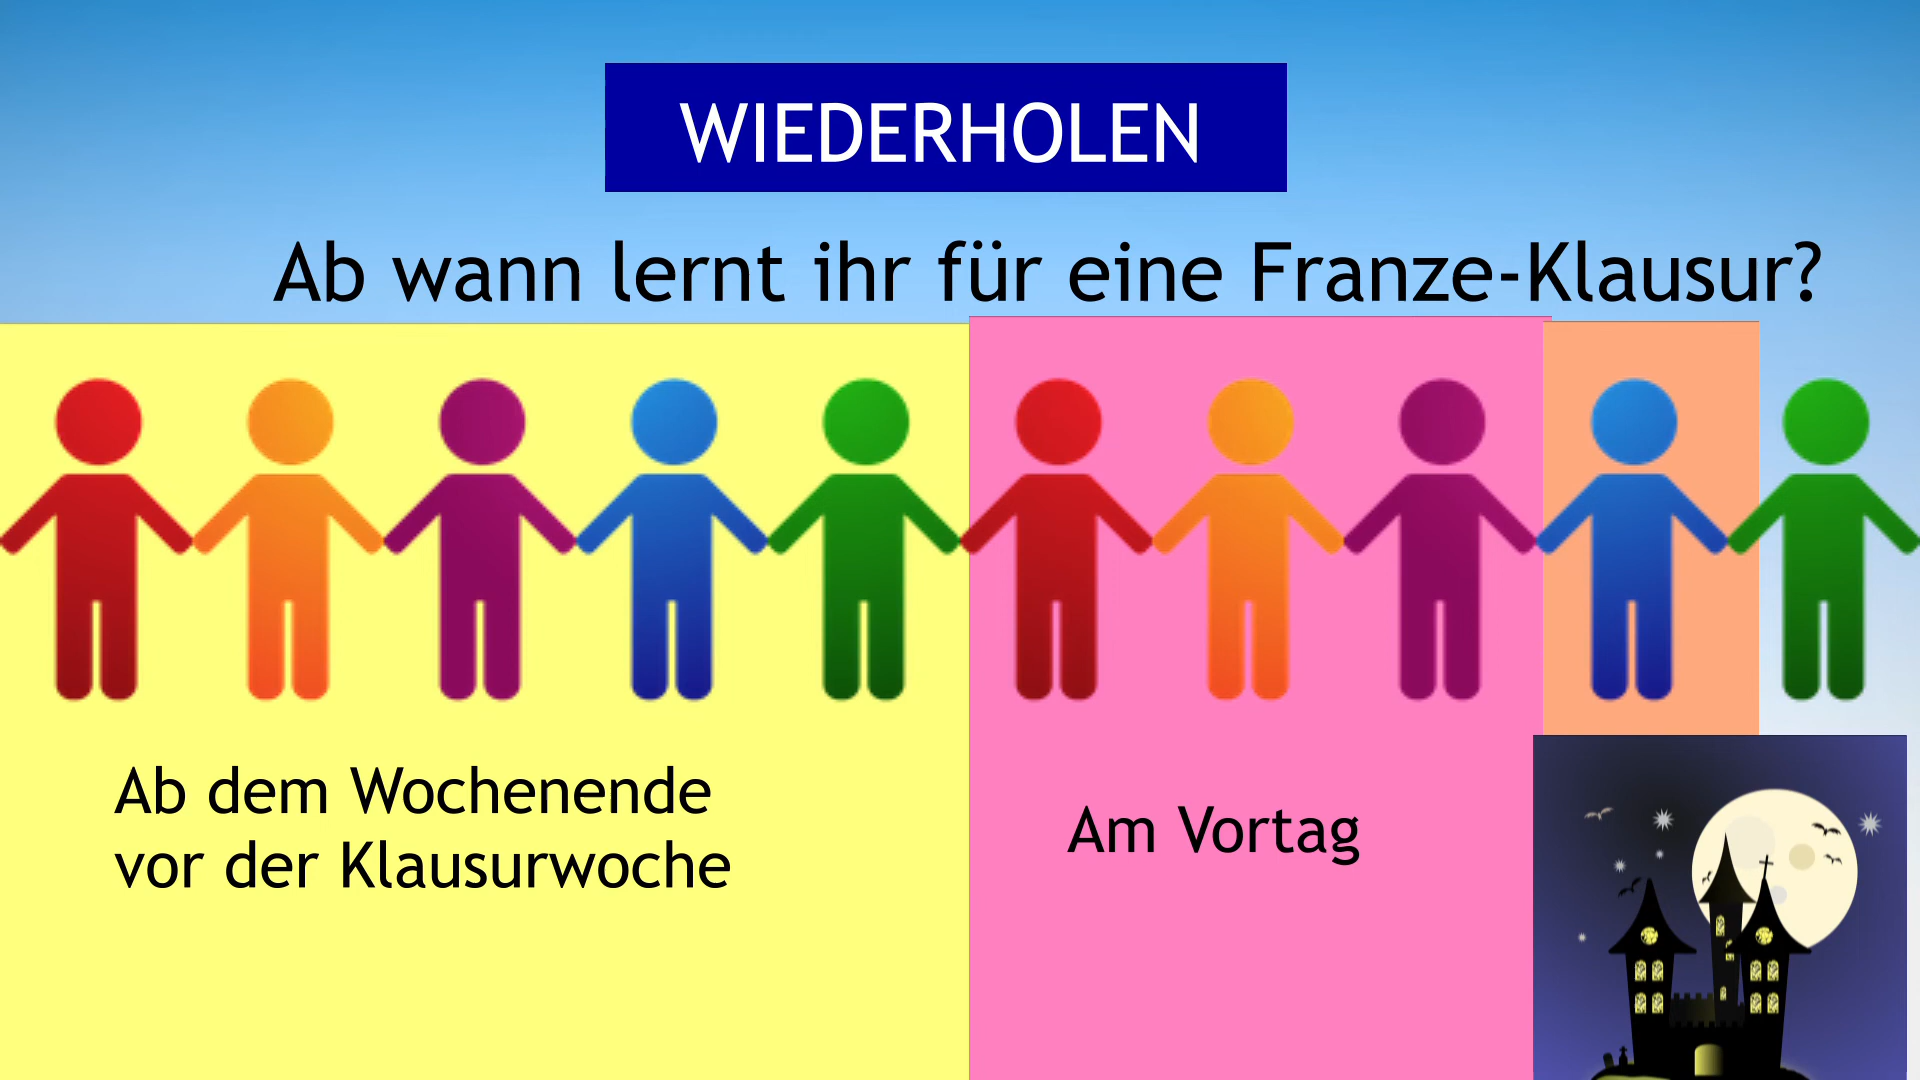 WIEDERHOLEN
Ab wann lernt ihr für eine Franze-Klausur?
Ab dem Wochenende
vor der Klausurwoche
Am Vortag